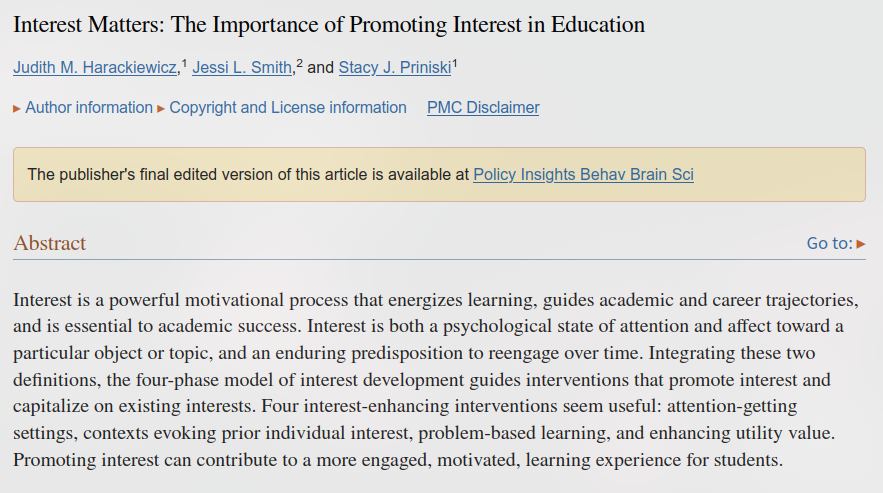 Interest Matters: The Importance of Promoting Interest in Education
Judith M. Harackiewicz,1 Jessi L. Smith,2 and Stacy J. Priniski1
▸ Author information ▸ Copyright and License information PMC Disclaimer
The publisher's final edited version of this article is available at Policy Insights Behav Brain Sci
Abstract Go to: ▸
Interest is a powerful motivational process that energizes learning, guides academic and career trajectories,
and is essential to academic success. Interest is both a psychological state of attention and affect toward a
particular object or topic, and an enduring predisposition to reengage over time. Integrating these two
definitions, the four-phase model of interest development guides interventions that promote interest and
capitalize on existing interests. Four interest-enhancing interventions seem useful: attention-getting
settings, contexts evoking prior individual interest, problem-based learning, and enhancing utility value.
Promoting interest can contribute to a more engaged, motivated, learning experience for students.